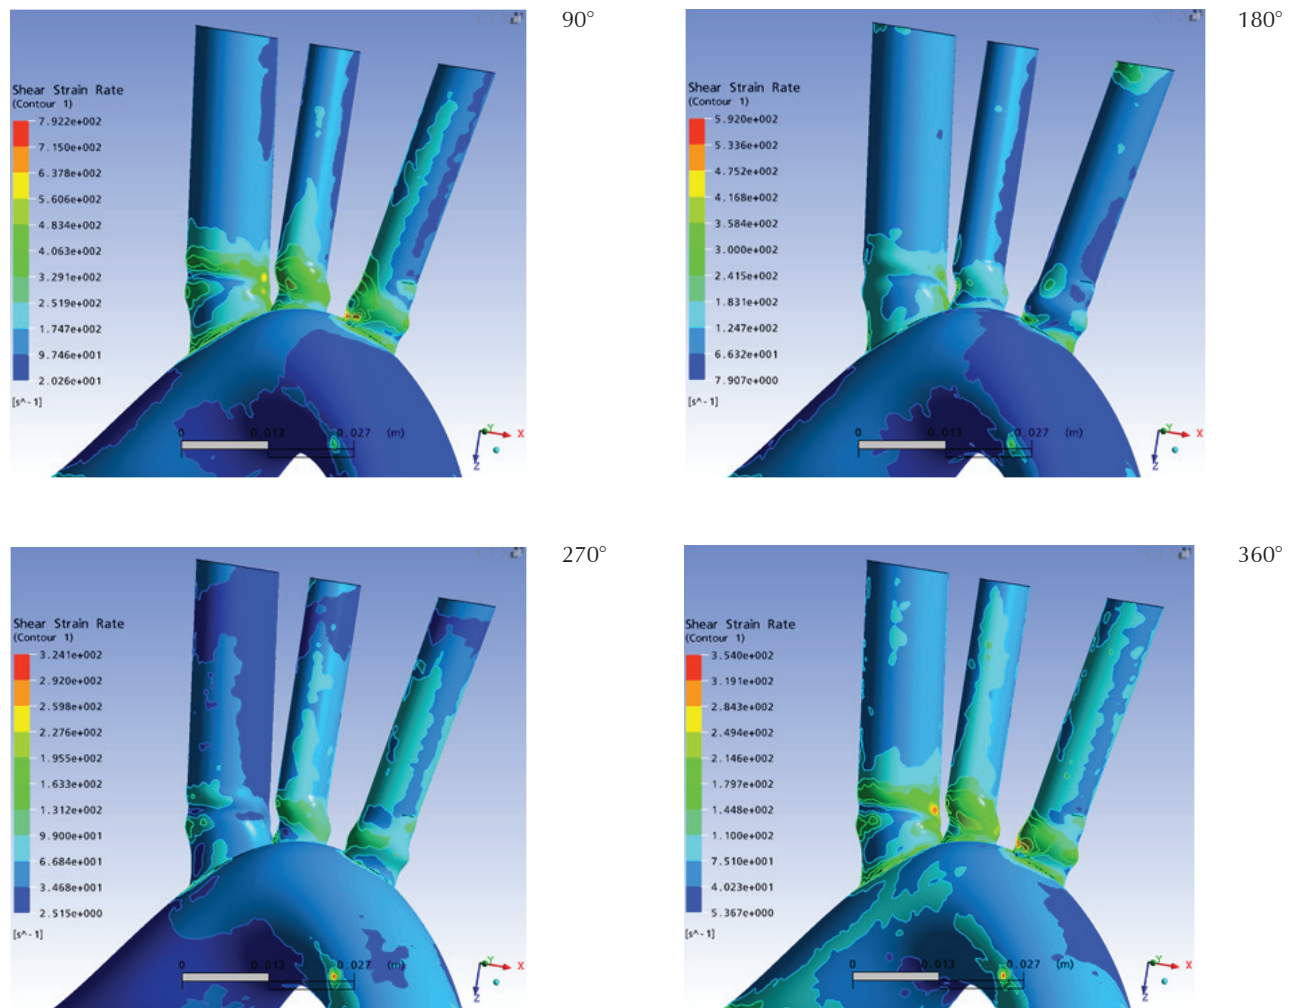 90°
Shear Strain Rate
(Contour 1)
7.922e+002
7.150e+002
6.378e+002
5.606e+002
4.834e+002
4.063e+002
3.291e+002
2.519e+002
1.747e+002
9.746e+001
2.026e+001
[s^-1]
0 0.013 0.027 (m)
Y
X
Z
180°
Shear Strain Rate
(Contour 1)
5.920e+002
5.336e+002
4.752e+002
4.168e+002
3.584e+002
3.000e+002
2.415e+002
1.831e+002
1.247e+002
6.632e+001
7.907e+000
[s^-1]
0 0.013 0.027 (m)
Y
X
Z
270°
Shear Strain Rate
(Contour 1)
3.241e+002
2.920e+002
2.598e+002
2.276e+002
1.955e+002
1.633e+002
1.312e+002
9.900e+001
6.684e+001
3.468e+001
2.515e+000
[s^-1]
0 0.013 0.027 (m)
Y
X
Z
360°
Shear Strain Rate
(Contour 1)
3.540e+002
3.191e+002
2.843e+002
2.494e+002
2.146e+002
1.797e+002
1.448e+002
1.100e+002
7.510e+001
4.023e+001
5.367e+000
[s^-1]
0 0.013 0.027 (m)
Y
X
Z